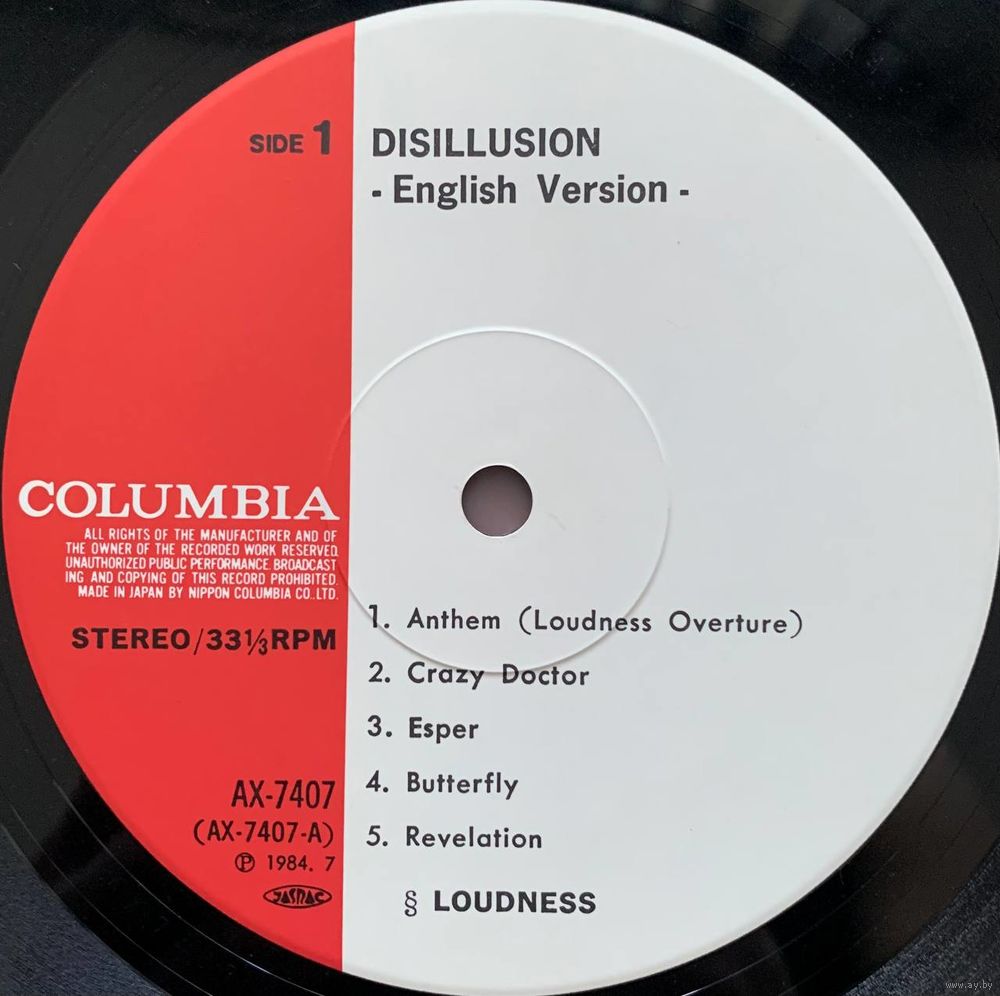 SIDE 1
DISILLUSION
- English Version -
COLUMBIA
ALL RIGHTS OF THE MANUFACTURER AND OF
THE OWNER OF THE RECORDED WORK RESERVED.
UNAUTHORIZED PUBLIC PERFORMANCE. BROADCAST
ING AND COPYING OF THIS RECORD PROHIBITED.
MADE IN JAPAN BY NIPPON COLUMBIA CO.,LTD.
STEREO/33⅓RPM
1. Anthem (Loudness Overture)
2. Crazy Doctor
3. Esper
4. Butterfly
5. Revelation
AX-7407
(AX-7407-A)
Ⓟ 1984. 7
JASRAC
§ LOUDNESS
www.ay.by